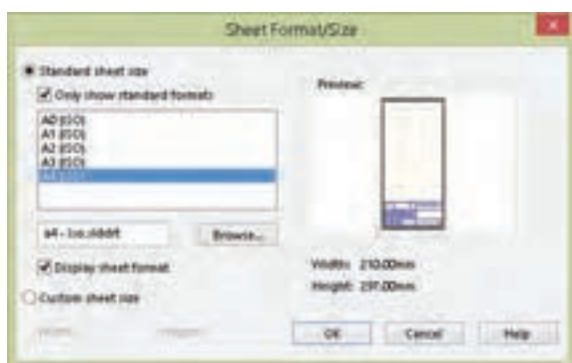 Sheet Format/Size
Standard sheet size
Only show standard formats
A0 (ISO)
A1 (ISO)
A2 (ISO)
A3 (ISO)
A4 (ISO)
a4 - iso.slddrt
Browse...
Display sheet format
Custom sheet size
Preview:
Width: 210.00mm
Height: 297.00mm
OK
Cancel
Help